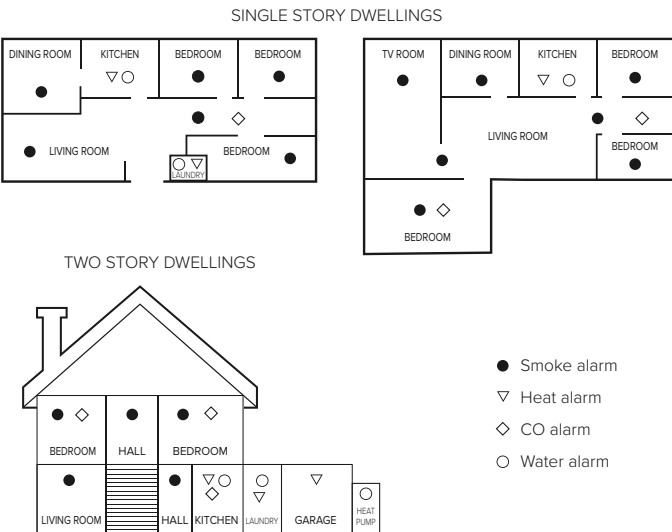 SINGLE STORY DWELLINGS
DINING ROOM
KITCHEN
BEDROOM
BEDROOM
LIVING ROOM
LAUNDRY
BEDROOM
TV ROOM
DINING ROOM
KITCHEN
BEDROOM
LIVING ROOM
BEDROOM
BEDROOM
TWO STORY DWELLINGS
BEDROOM
HALL
BEDROOM
LIVING ROOM
HALL
KITCHEN
LAUNDRY
GARAGE
HEAT
PUMP
Smoke alarm
Heat alarm
CO alarm
Water alarm